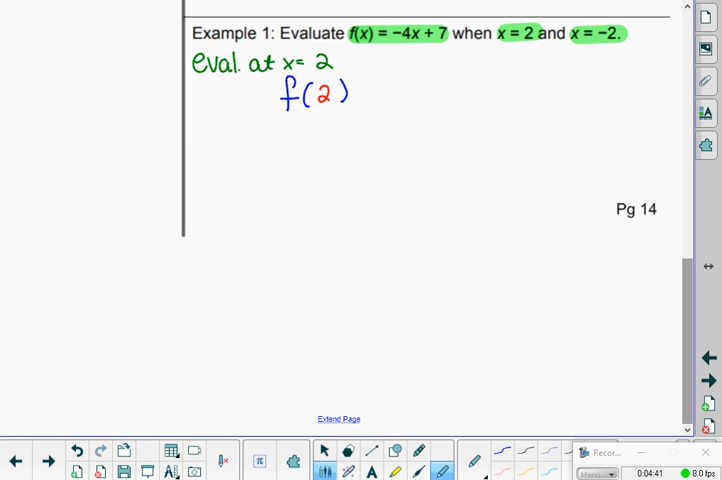 Example 1: Evaluate f(x) = −4x + 7 when x = 2 and x = −2.
eval. at x= 2
f(2)
Pg 14
Extend Page
Recor...
Menu
0:04:41
8.0 fps